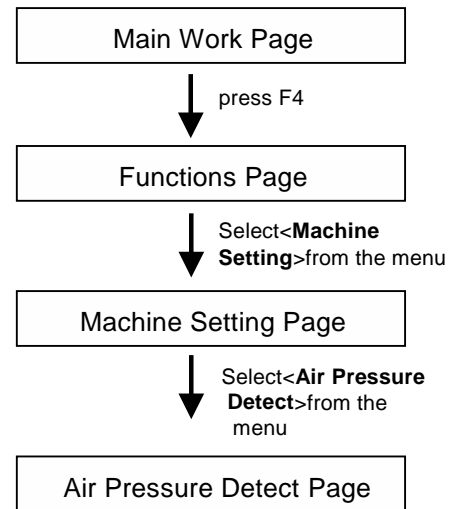 Main Work Page
press F4
Functions Page
Select<Machine
Setting>from the menu
Machine Setting Page
Select<Air Pressure
Detect>from the
menu
Air Pressure Detect Page